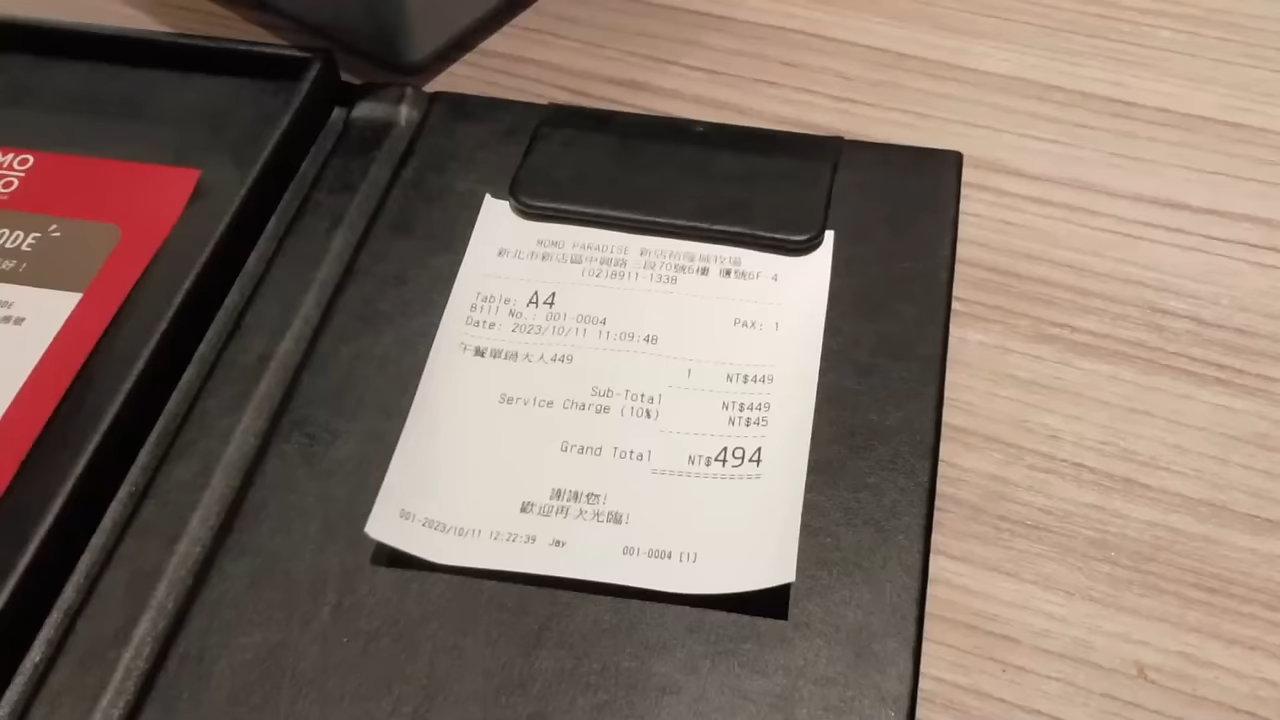 MOMO PARADISE 新店裕隆城牧場
新北市新店區中興路三段70號6樓 櫃號6F-4
(02)8911-1338
Table: A4
PAX: 1
Bill No.: 001-0004
Date: 2023/10/11 11:09:48
午餐單鍋大人449
1 NT$449
Sub-Total NT$449
Service Charge (10%) NT$45
Grand Total NT$494
謝謝您!
歡迎再次光臨!
001-2023/10/11 12:22:39 Jay 001-0004 [1]
MO
O
ODE
好!
ODE